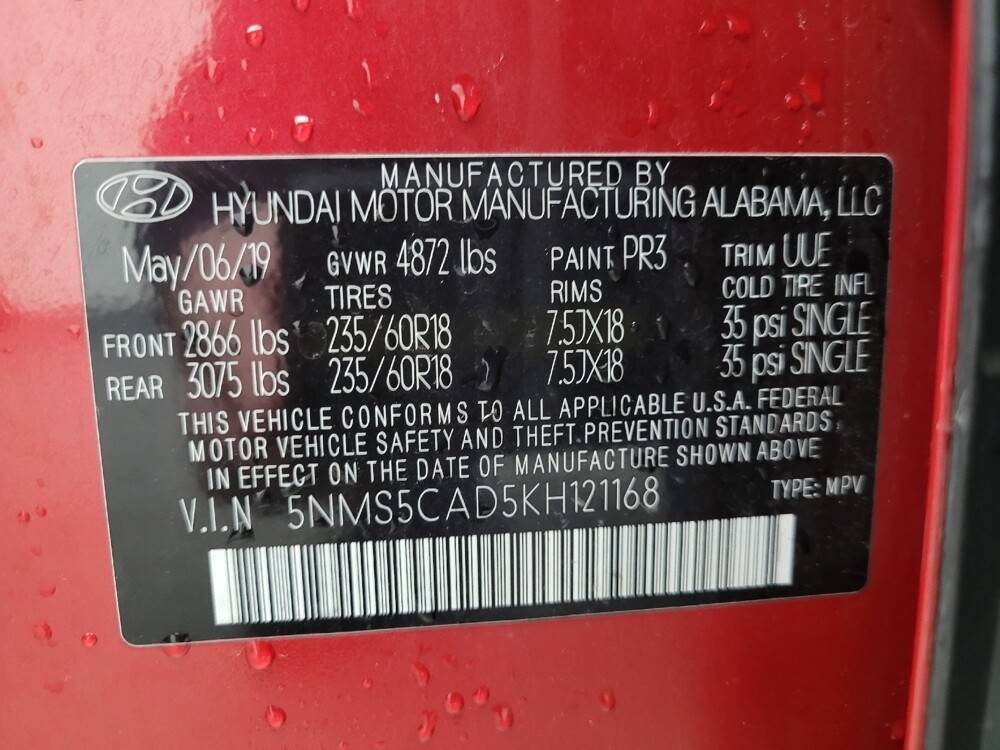 MANUFACTURED BY
HYUNDAI MOTOR MANUFACTURING ALABAMA, LLC
May/06/19 GVWR 4872 lbs PAINT PR3 TRIM UUE
GAWR TIRES RIMS COLD TIRE INFL
FRONT 2866 lbs 235/60R18 7.5JX18 35 psi SINGLE
REAR 3075 lbs 235/60R18 7.5JX18 35 psi SINGLE
THIS VEHICLE CONFORMS TO ALL APPLICABLE U.S.A. FEDERAL
MOTOR VEHICLE SAFETY AND THEFT PREVENTION STANDARDS
IN EFFECT ON THE DATE OF MANUFACTURE SHOWN ABOVE
V.I.N 5NMS5CAD5KH121168 TYPE: MPV